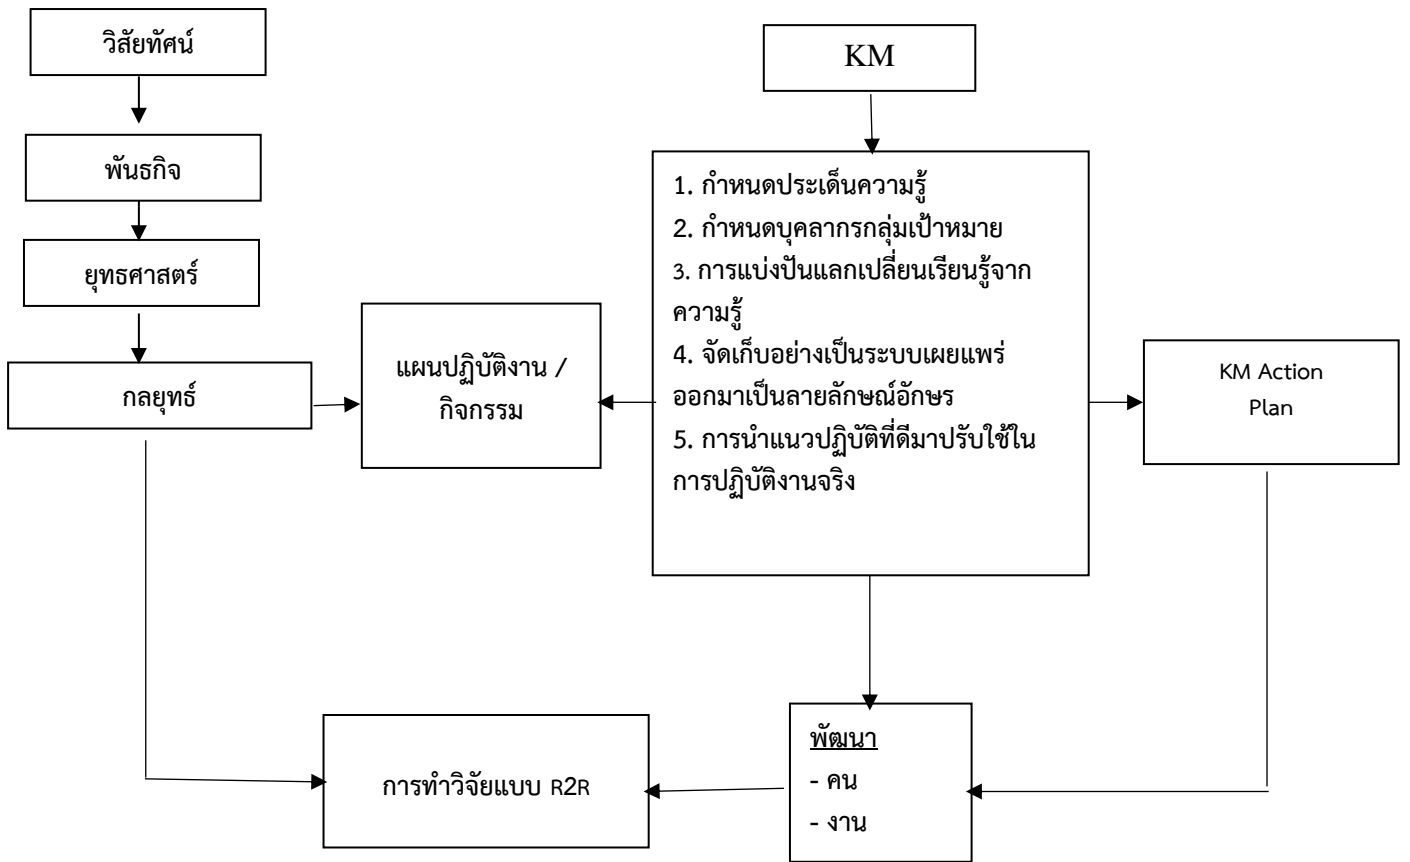 วิสัยทัศน์
พันธกิจ
ยุทธศาสตร์
กลยุทธ์
แผนปฏิบัติงาน /
กิจกรรม
KM
1. กำหนดประเด็นความรู้
2. กำหนดบุคลากรกลุ่มเป้าหมาย
3. การแบ่งปันแลกเปลี่ยนเรียนรู้จาก
ความรู้
4. จัดเก็บอย่างเป็นระบบเผยแพร่
ออกมาเป็นลายลักษณ์อักษร
5. การนำแนวปฏิบัติที่ดีมาปรับใช้ใน
การปฏิบัติงานจริง
KM Action
Plan
การทำวิจัยแบบ R2R
พัฒนา
- คน
- งาน